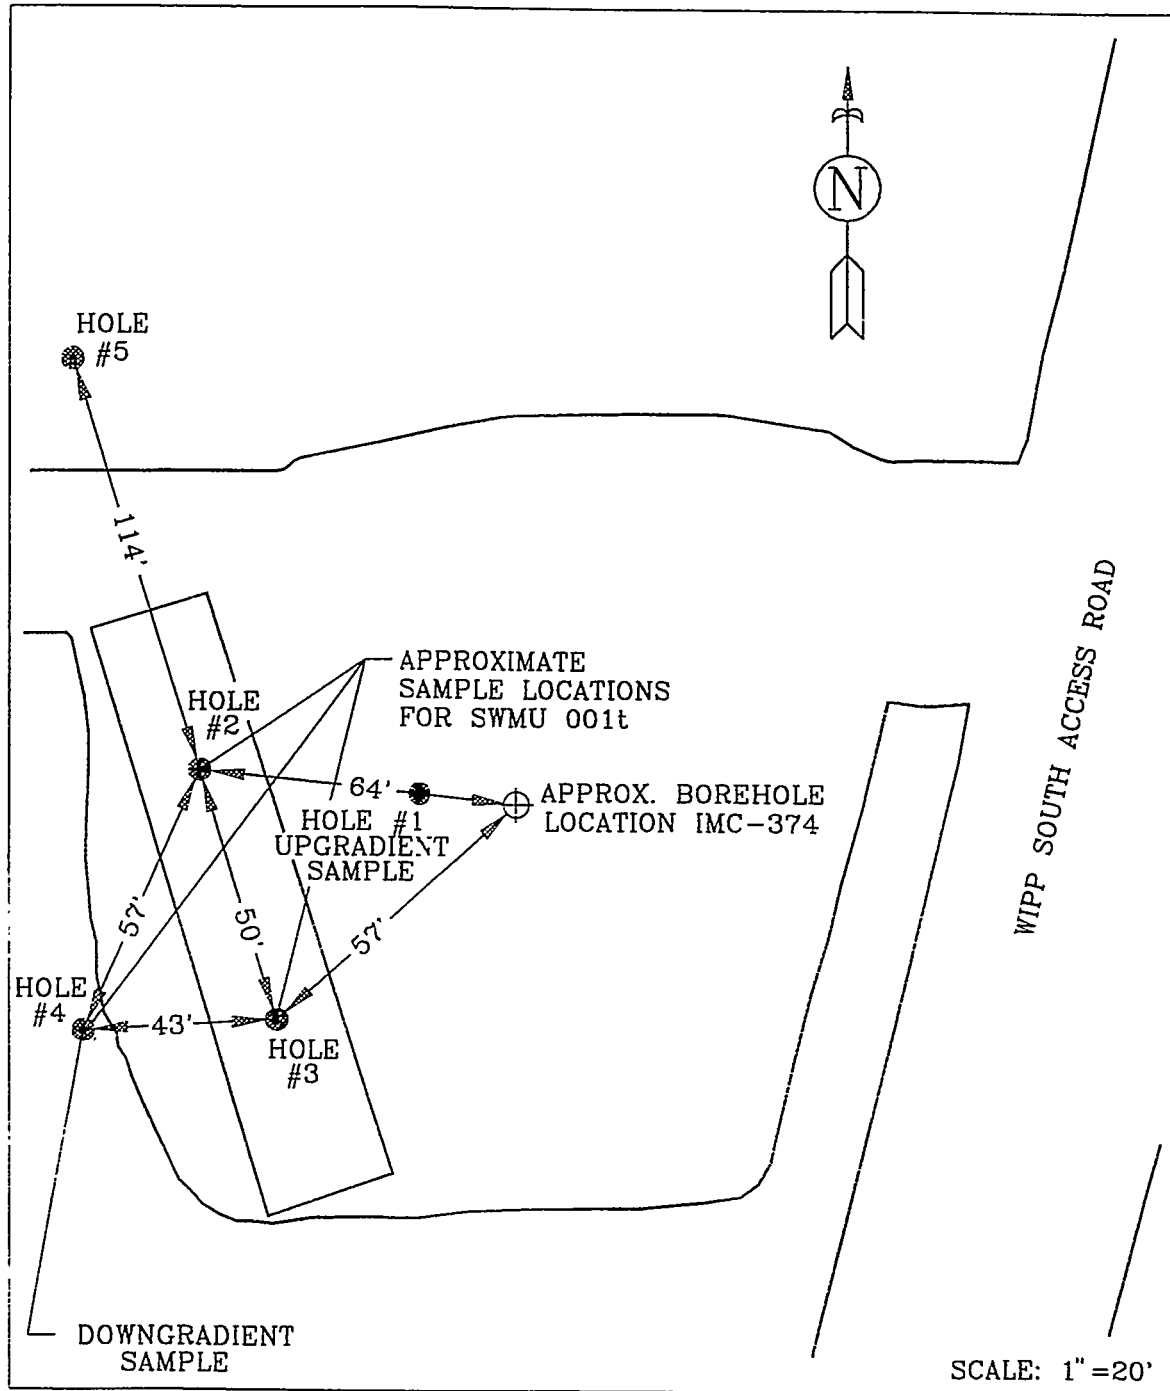 N
HOLE
#5
114'
WIPP SOUTH ACCESS ROAD
APPROXIMATE
SAMPLE LOCATIONS
FOR SWMU 001t
HOLE
#2
64'
APPROX. BOREHOLE
LOCATION IMC-374
HOLE #1
UPGRADIENT
SAMPLE
57'
50'
57'
HOLE
#4
43'
HOLE
#3
DOWNGRADIENT
SAMPLE
SCALE: 1"=20'